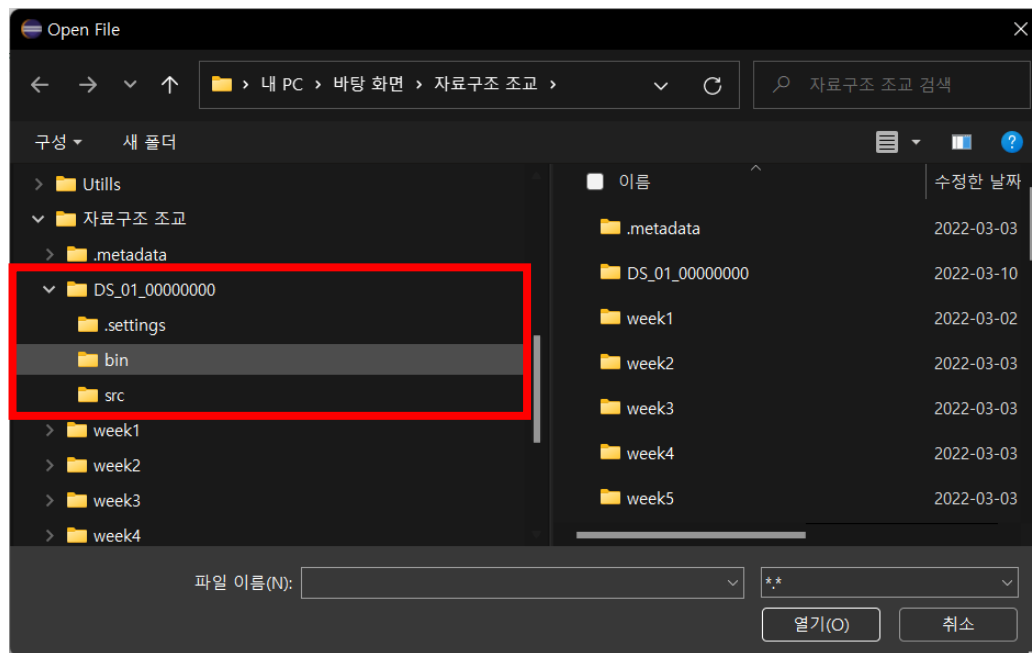 Open File
내 PC > 바탕 화면 > 자료구조 조교 >
자료구조 조교 검색
구성
새 폴더
Utills
자료구조 조교
.metadata
DS_01_00000000
.settings
bin
src
week1
week2
week3
week4
이름
수정한 날짜
.metadata
2022-03-03
DS_01_00000000
2022-03-10
week1
2022-03-02
week2
2022-03-03
week3
2022-03-03
week4
2022-03-03
week5
2022-03-03
파일 이름(N):
*.*
열기(O)
취소